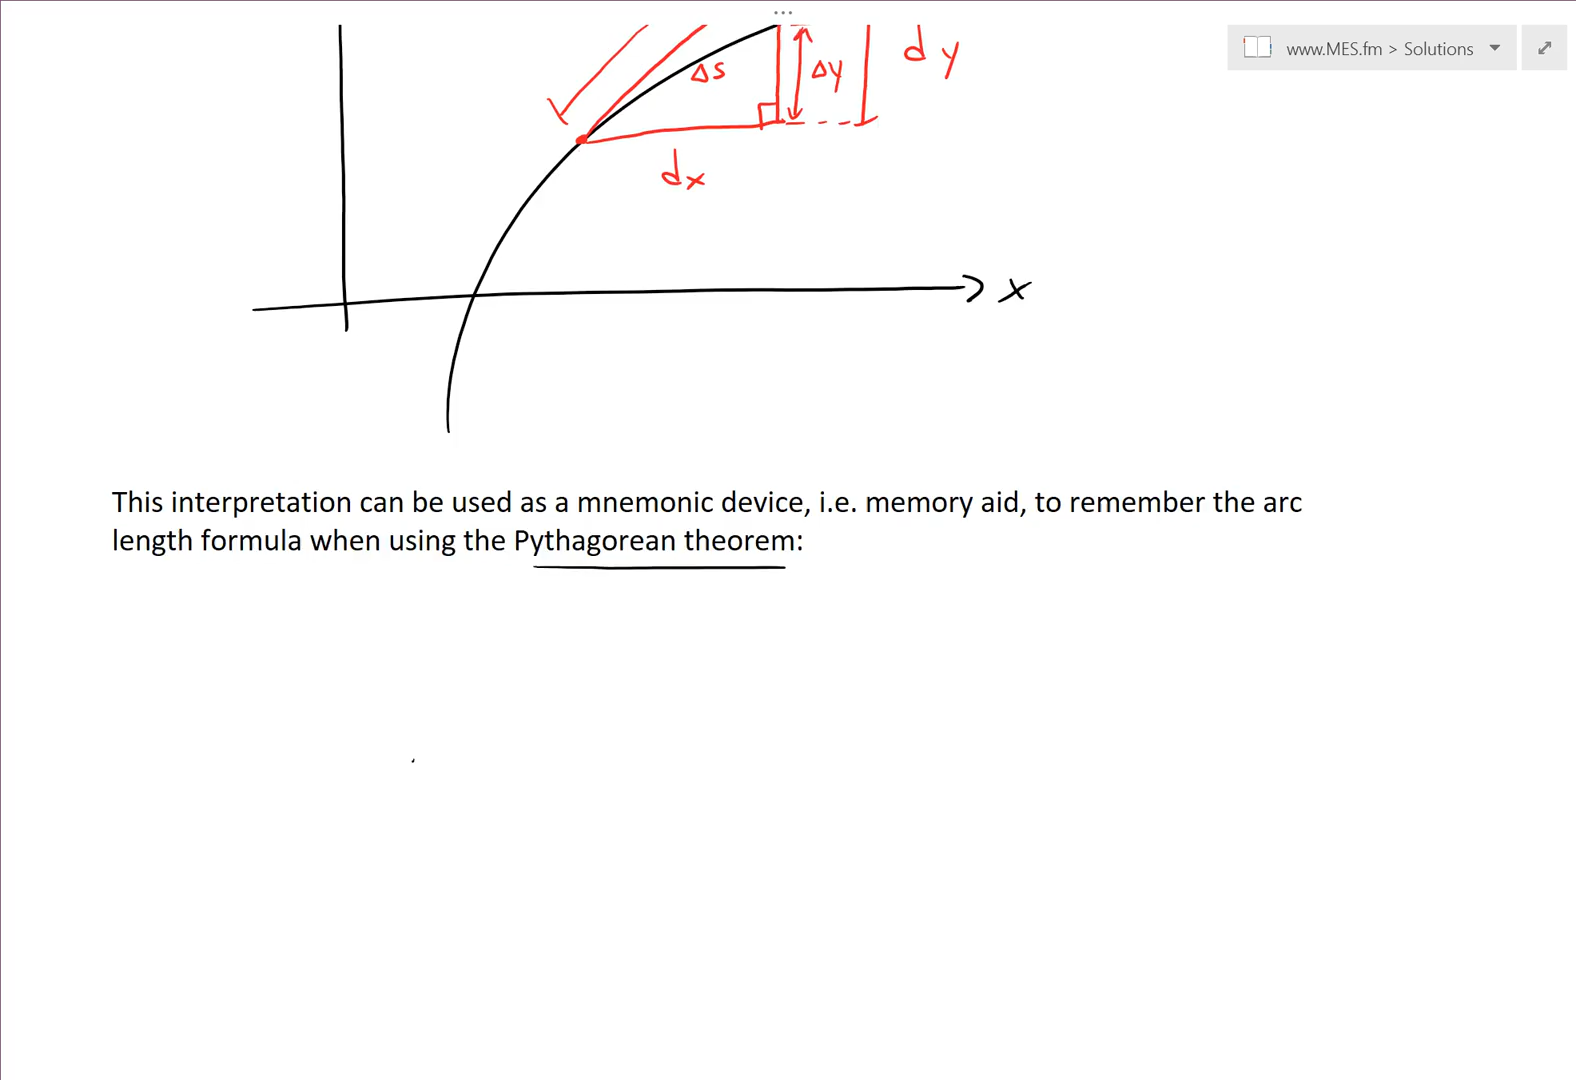 www.MES.fm > Solutions
dy
Δs
Δy
dx
x
This interpretation can be used as a mnemonic device, i.e. memory aid, to remember the arc
length formula when using the Pythagorean theorem: